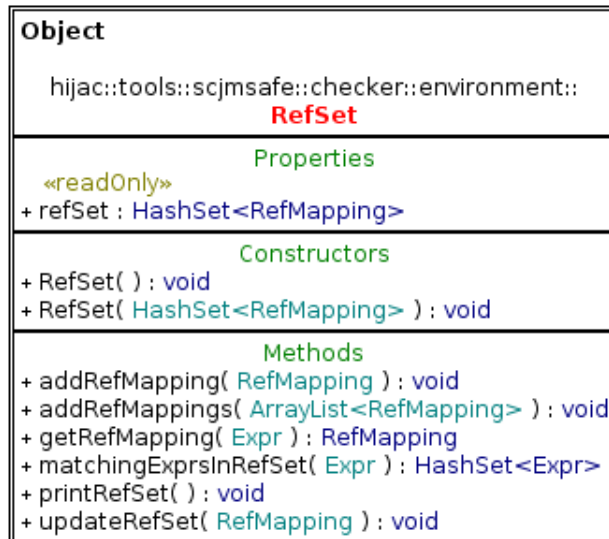 Object
hijac::tools::scjmsafe::checker::environment::
RefSet
Properties
«readOnly»
+ refSet : HashSet<RefMapping>
Constructors
+ RefSet( ) : void
+ RefSet( HashSet<RefMapping> ) : void
Methods
+ addRefMapping( RefMapping ) : void
+ addRefMappings( ArrayList<RefMapping> ) : void
+ getRefMapping( Expr ) : RefMapping
+ matchingExprsInRefSet( Expr ) : HashSet<Expr>
+ printRefSet( ) : void
+ updateRefSet( RefMapping ) : void